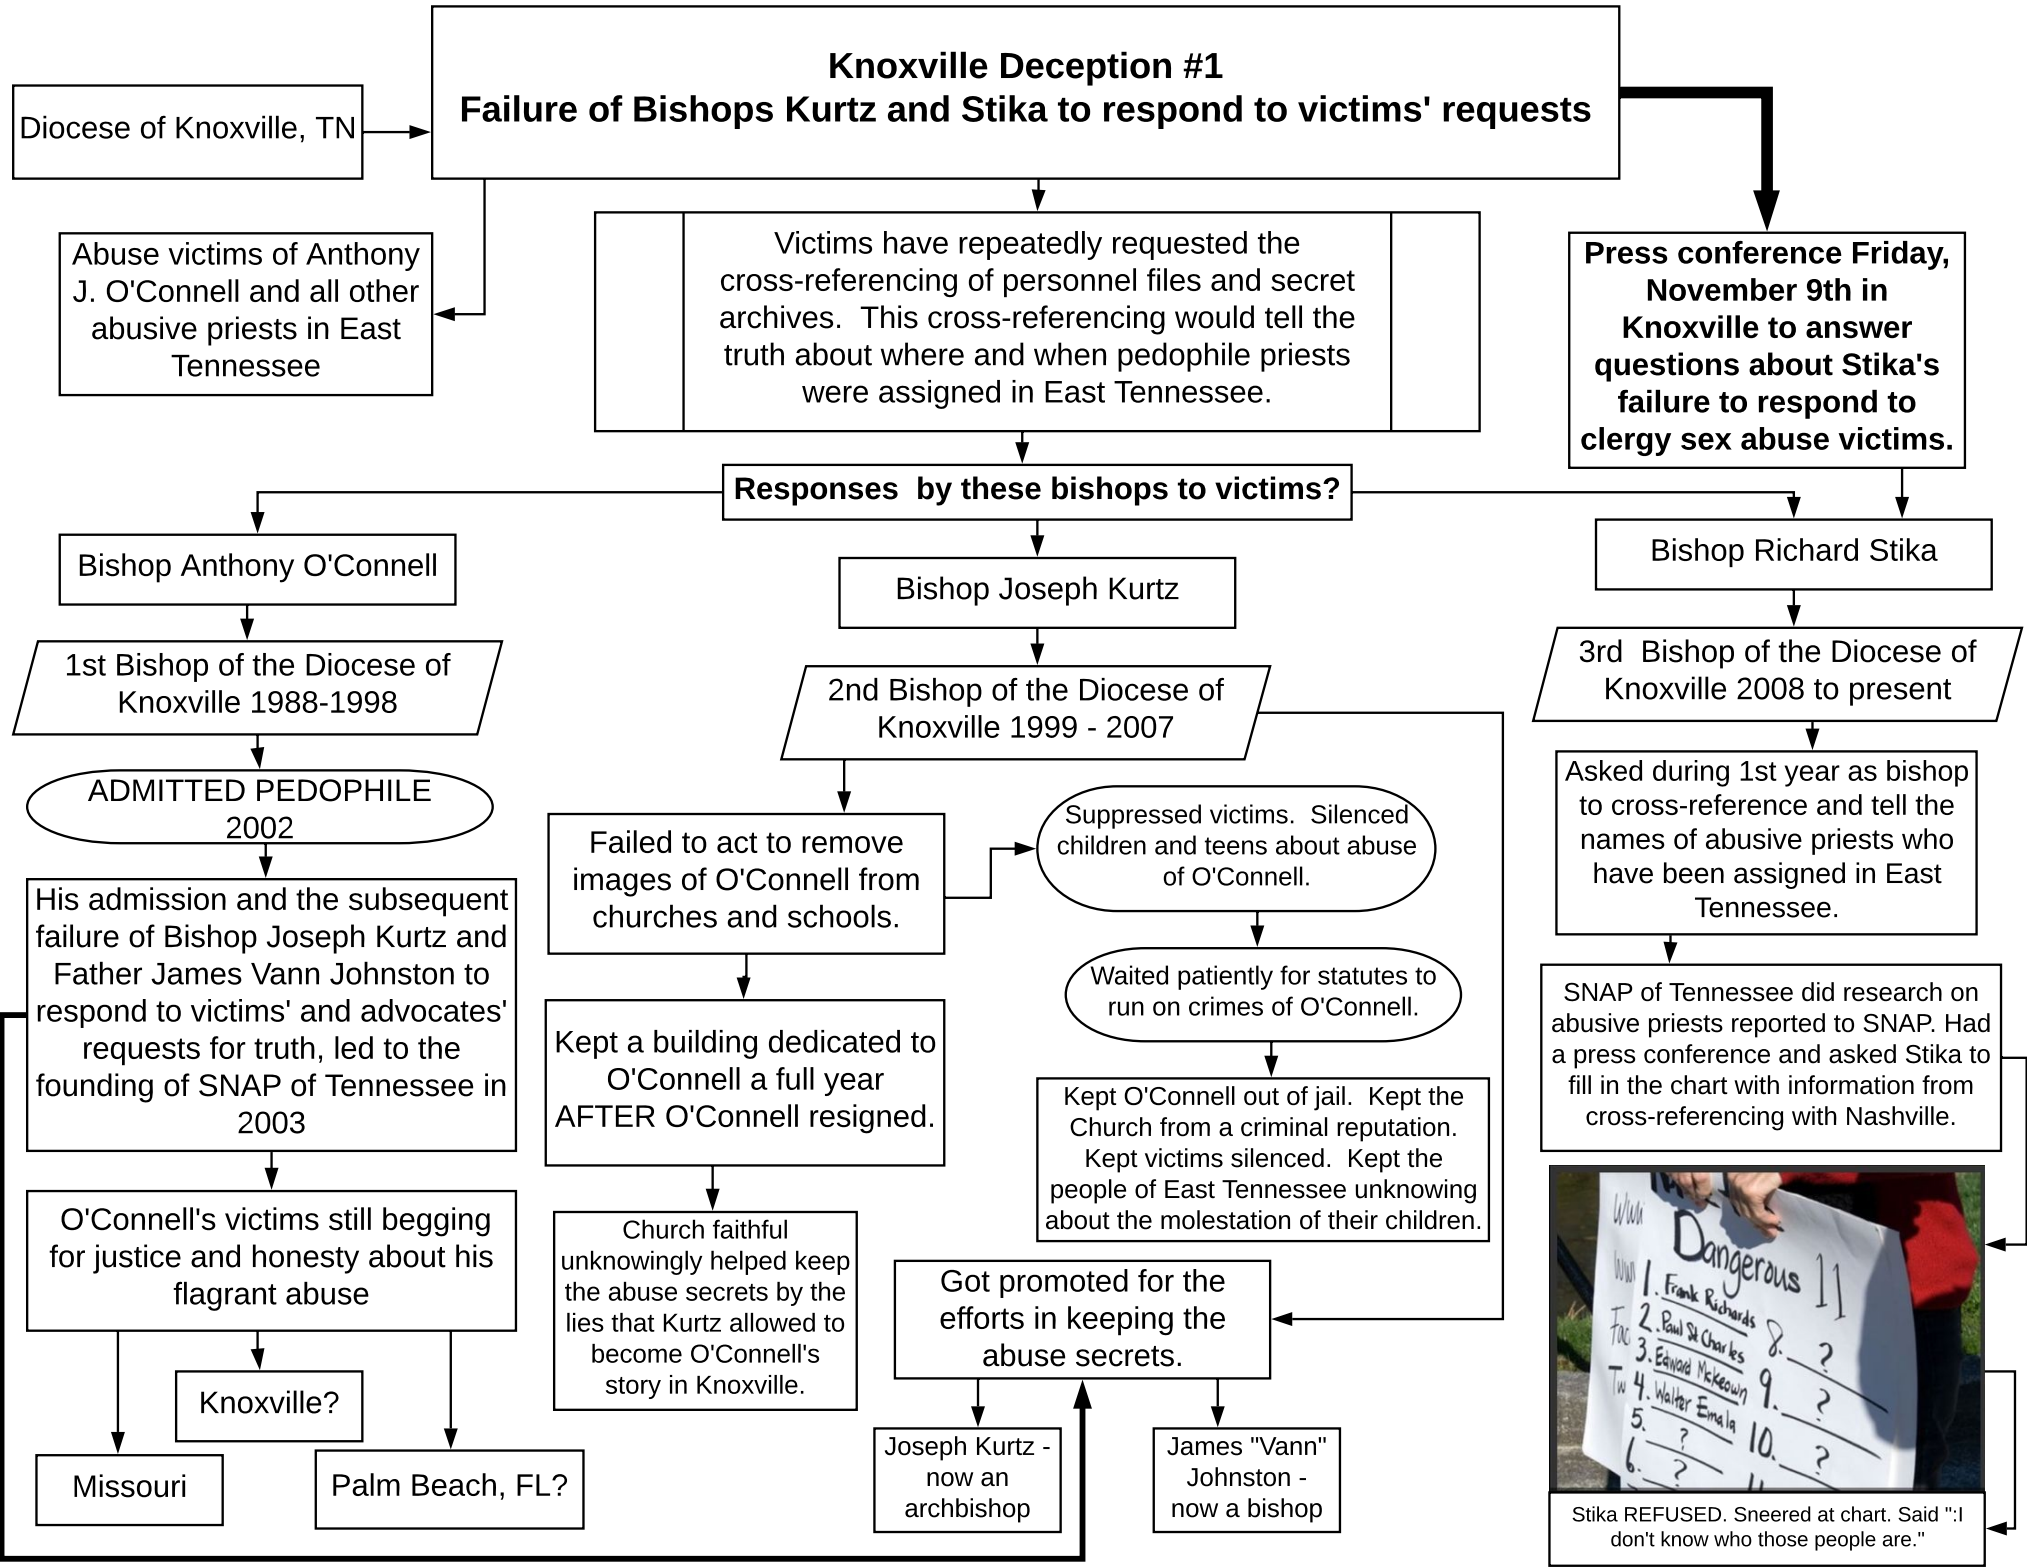 Knoxville Deception #1
Failure of Bishops Kurtz and Stika to respond to victims' requests
Diocese of Knoxville, TN
Abuse victims of Anthony
J. O'Connell and all other
abusive priests in East
Tennessee
Victims have repeatedly requested the
cross-referencing of personnel files and secret
archives.  This cross-referencing would tell the
truth about where and when pedophile priests
were assigned in East Tennessee.
Press conference Friday,
November 9th in
Knoxville to answer
questions about Stika's
failure to respond to
clergy sex abuse victims.
Responses  by these bishops to victims?
Bishop Anthony O'Connell
1st Bishop of the Diocese of
Knoxville 1988-1998
ADMITTED PEDOPHILE
2002
His admission and the subsequent
failure of Bishop Joseph Kurtz and
Father James Vann Johnston to
respond to victims' and advocates'
requests for truth, led to the
founding of SNAP of Tennessee in
2003
O'Connell's victims still begging
for justice and honesty about his
flagrant abuse
Knoxville?
Missouri
Palm Beach, FL?
Bishop Joseph Kurtz
2nd Bishop of the Diocese of
Knoxville 1999 - 2007
Failed to act to remove
images of O'Connell from
churches and schools.
Kept a building dedicated to
O'Connell a full year
AFTER O'Connell resigned.
Church faithful
unknowingly helped keep
the abuse secrets by the
lies that Kurtz allowed to
become O'Connell's
story in Knoxville.
Suppressed victims.  Silenced
children and teens about abuse
of O'Connell.
Waited patiently for statutes to
run on crimes of O'Connell.
Kept O'Connell out of jail.  Kept the
Church from a criminal reputation.
Kept victims silenced.  Kept the
people of East Tennessee unknowing
about the molestation of their children.
Got promoted for the
efforts in keeping the
abuse secrets.
Joseph Kurtz -
now an
archbishop
James "Vann"
Johnston -
now a bishop
Bishop Richard Stika
3rd  Bishop of the Diocese of
Knoxville 2008 to present
Asked during 1st year as bishop
to cross-reference and tell the
names of abusive priests who
have been assigned in East
Tennessee.
SNAP of Tennessee did research on
abusive priests reported to SNAP. Had
a press conference and asked Stika to
fill in the chart with information from
cross-referencing with Nashville.
Dangerous 11
1. Frank Richards
2. Paul St Charles
3. Edward McKeown
4. Walter Emala
5. ?
6. ?
8. ?
9. ?
10. ?
Stika REFUSED. Sneered at chart. Said ":I
don't know who those people are."